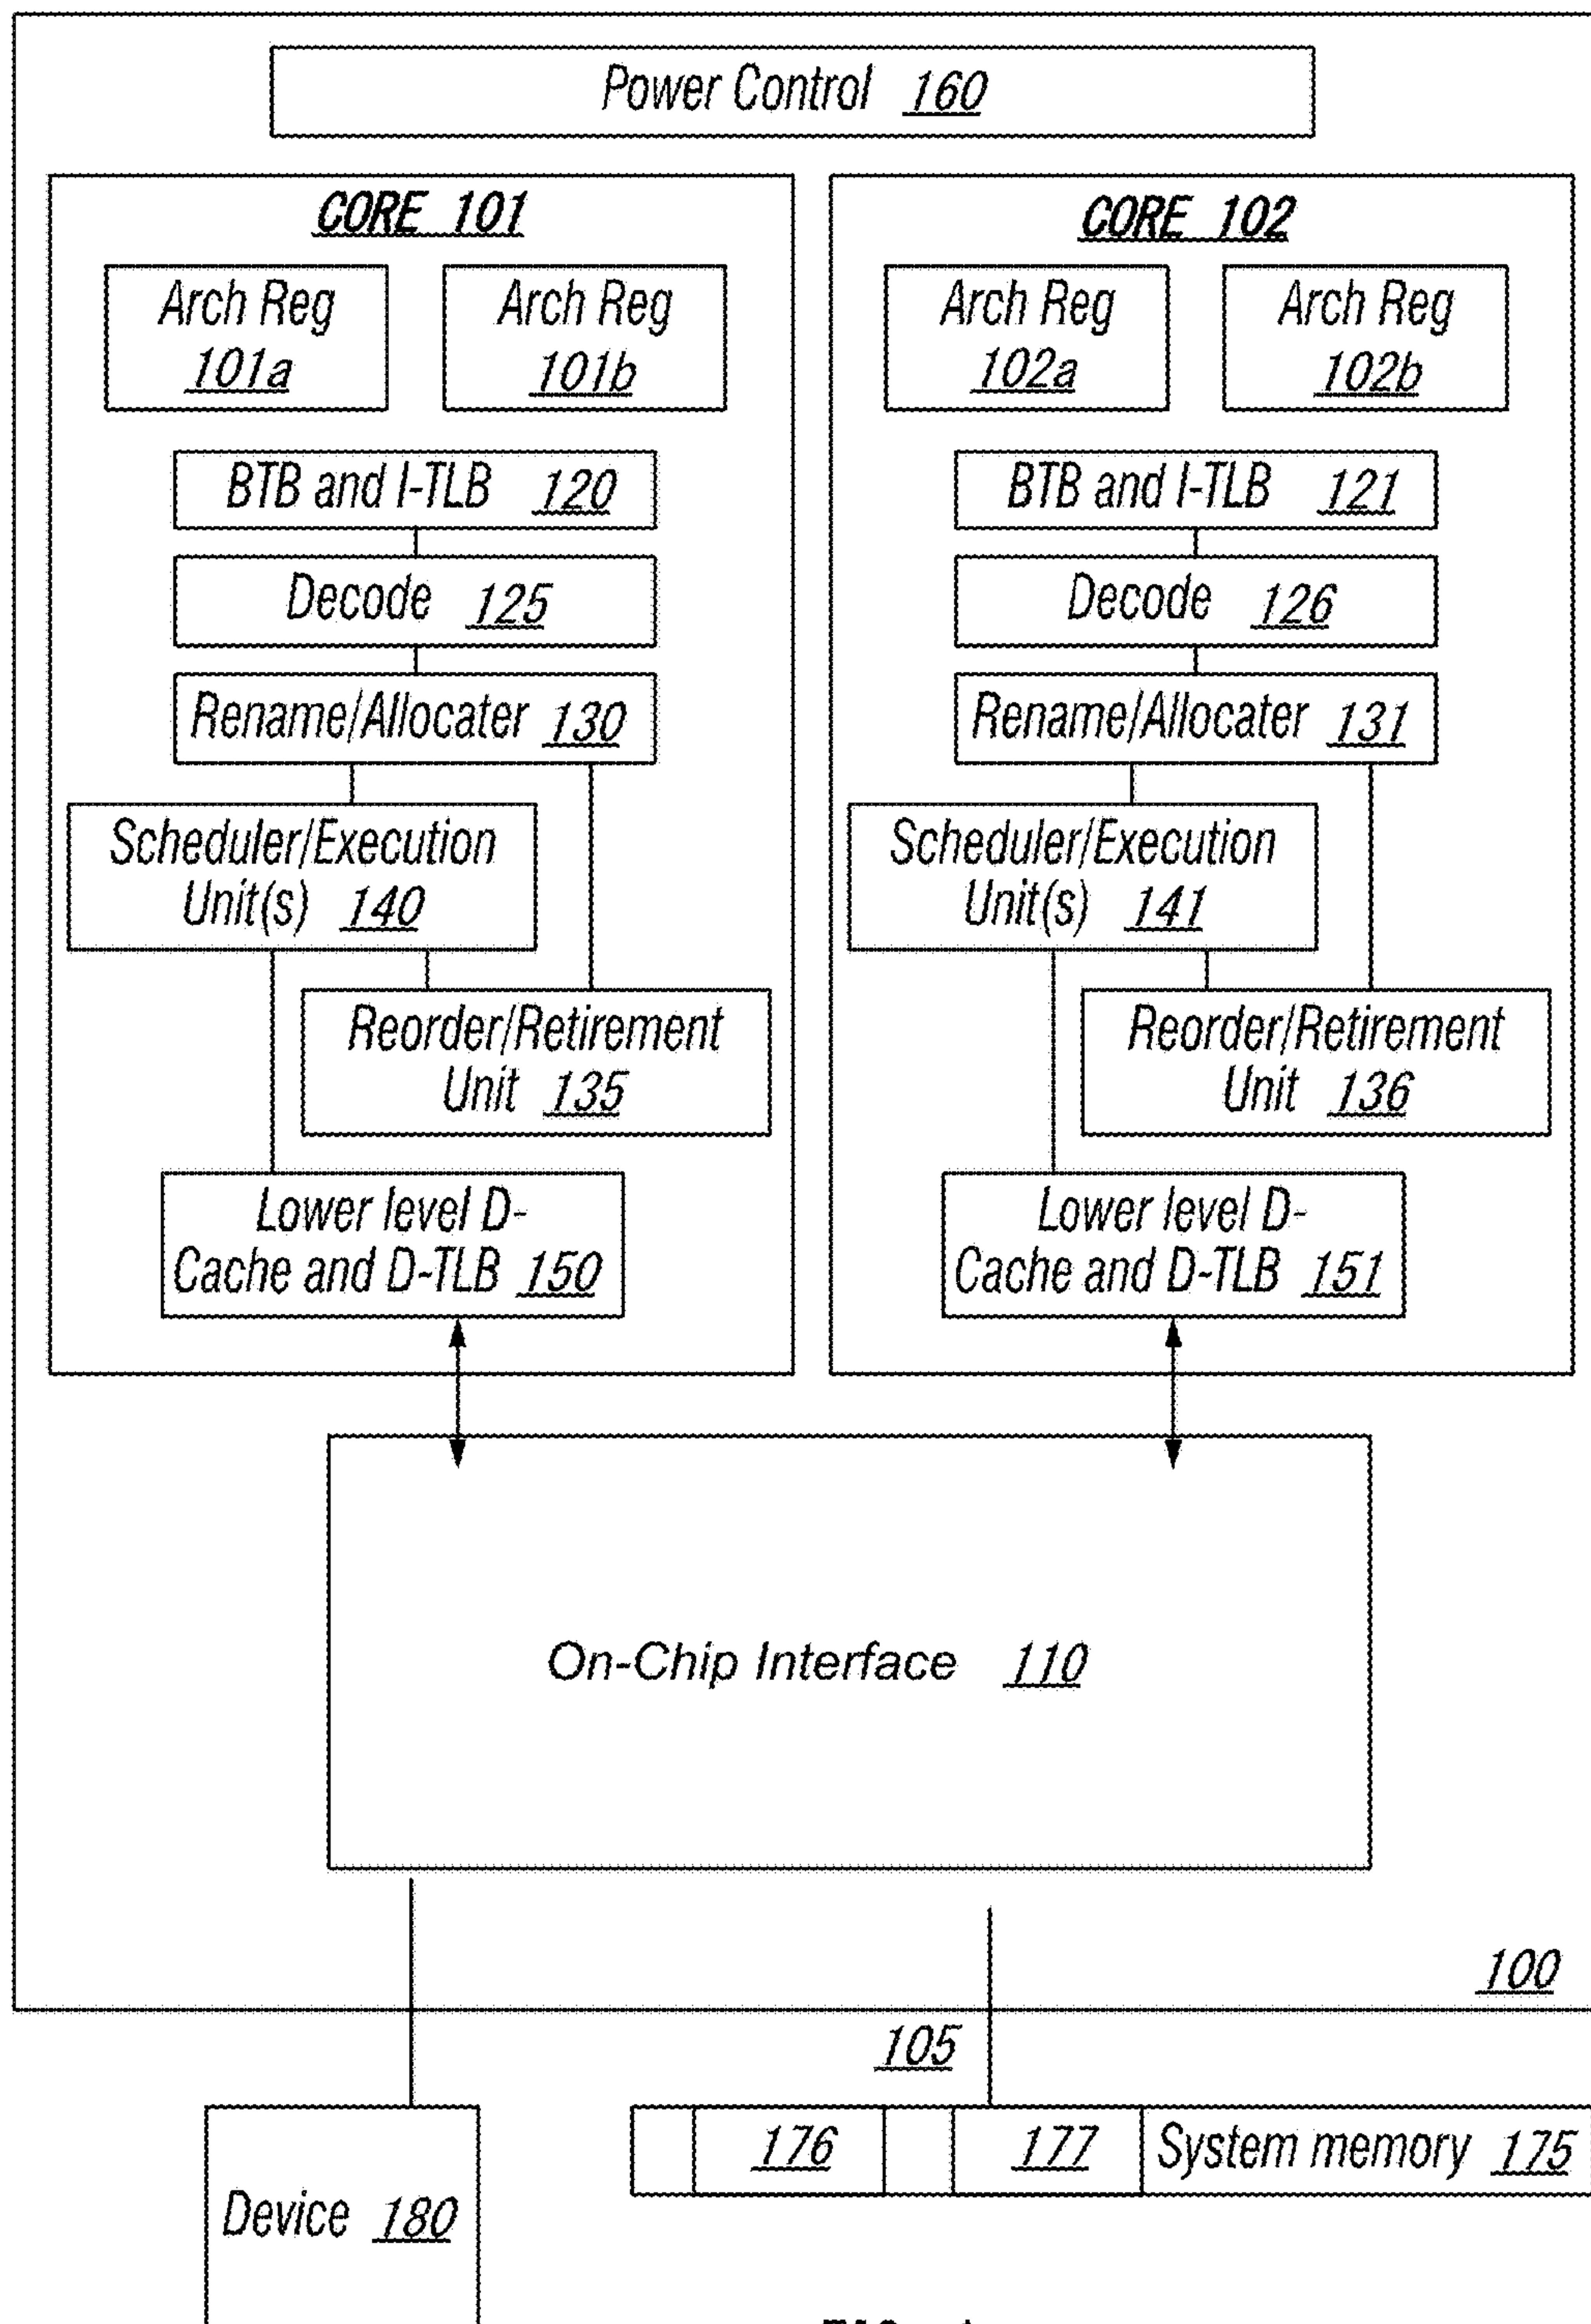 Power Control 160
CORE 101
Arch Reg
101a
Arch Reg
101b
BTB and I-TLB 120
Decode 125
Rename/Allocater 130
Scheduler/Execution
Unit(s) 140
Reorder/Retirement
Unit 135
Lower level D-
Cache and D-TLB 150
CORE 102
Arch Reg
102a
Arch Reg
102b
BTB and I-TLB 121
Decode 126
Rename/Allocater 131
Scheduler/Execution
Unit(s) 141
Reorder/Retirement
Unit 136
Lower level D-
Cache and D-TLB 151
On-Chip Interface 110
100
105
176
177
System memory 175
Device 180